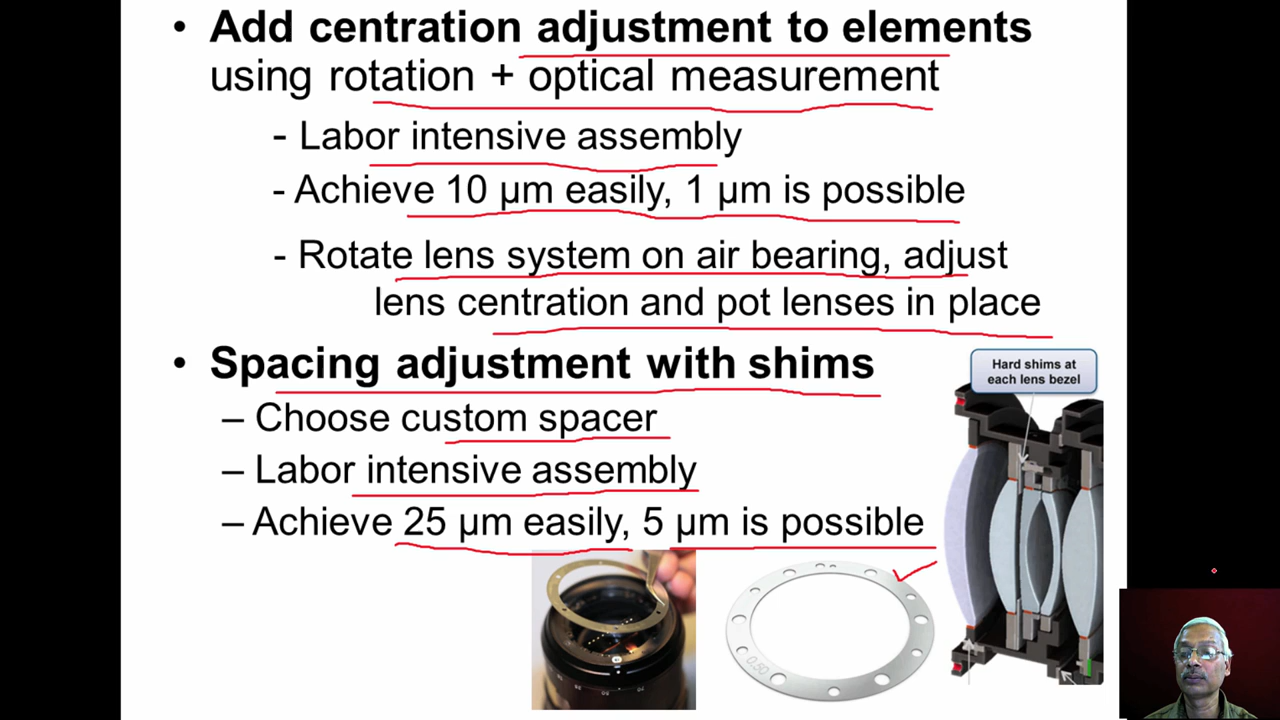 • Add centration adjustment to elements
using rotation + optical measurement
- Labor intensive assembly
- Achieve 10 µm easily, 1 µm is possible
- Rotate lens system on air bearing, adjust
lens centration and pot lenses in place
• Spacing adjustment with shims
– Choose custom spacer
– Labor intensive assembly
– Achieve 25 µm easily, 5 µm is possible
Hard shims at
each lens bezel
0.50